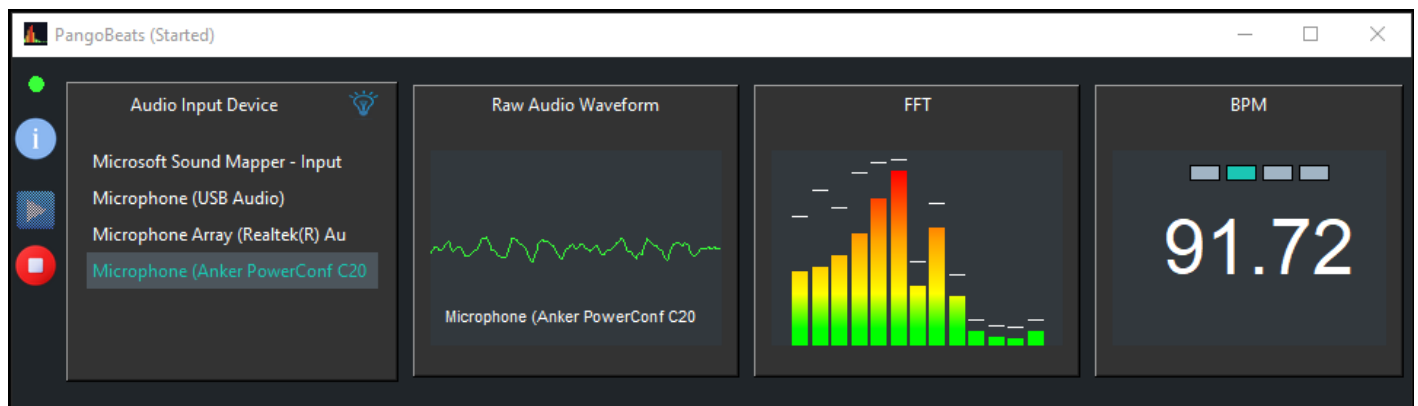 PangoBeats (Started)
Audio Input Device
Microsoft Sound Mapper - Input
Microphone (USB Audio)
Microphone Array (Realtek(R) Au
Microphone (Anker PowerConf C20
Raw Audio Waveform
Microphone (Anker PowerConf C20
FFT
BPM
91.72